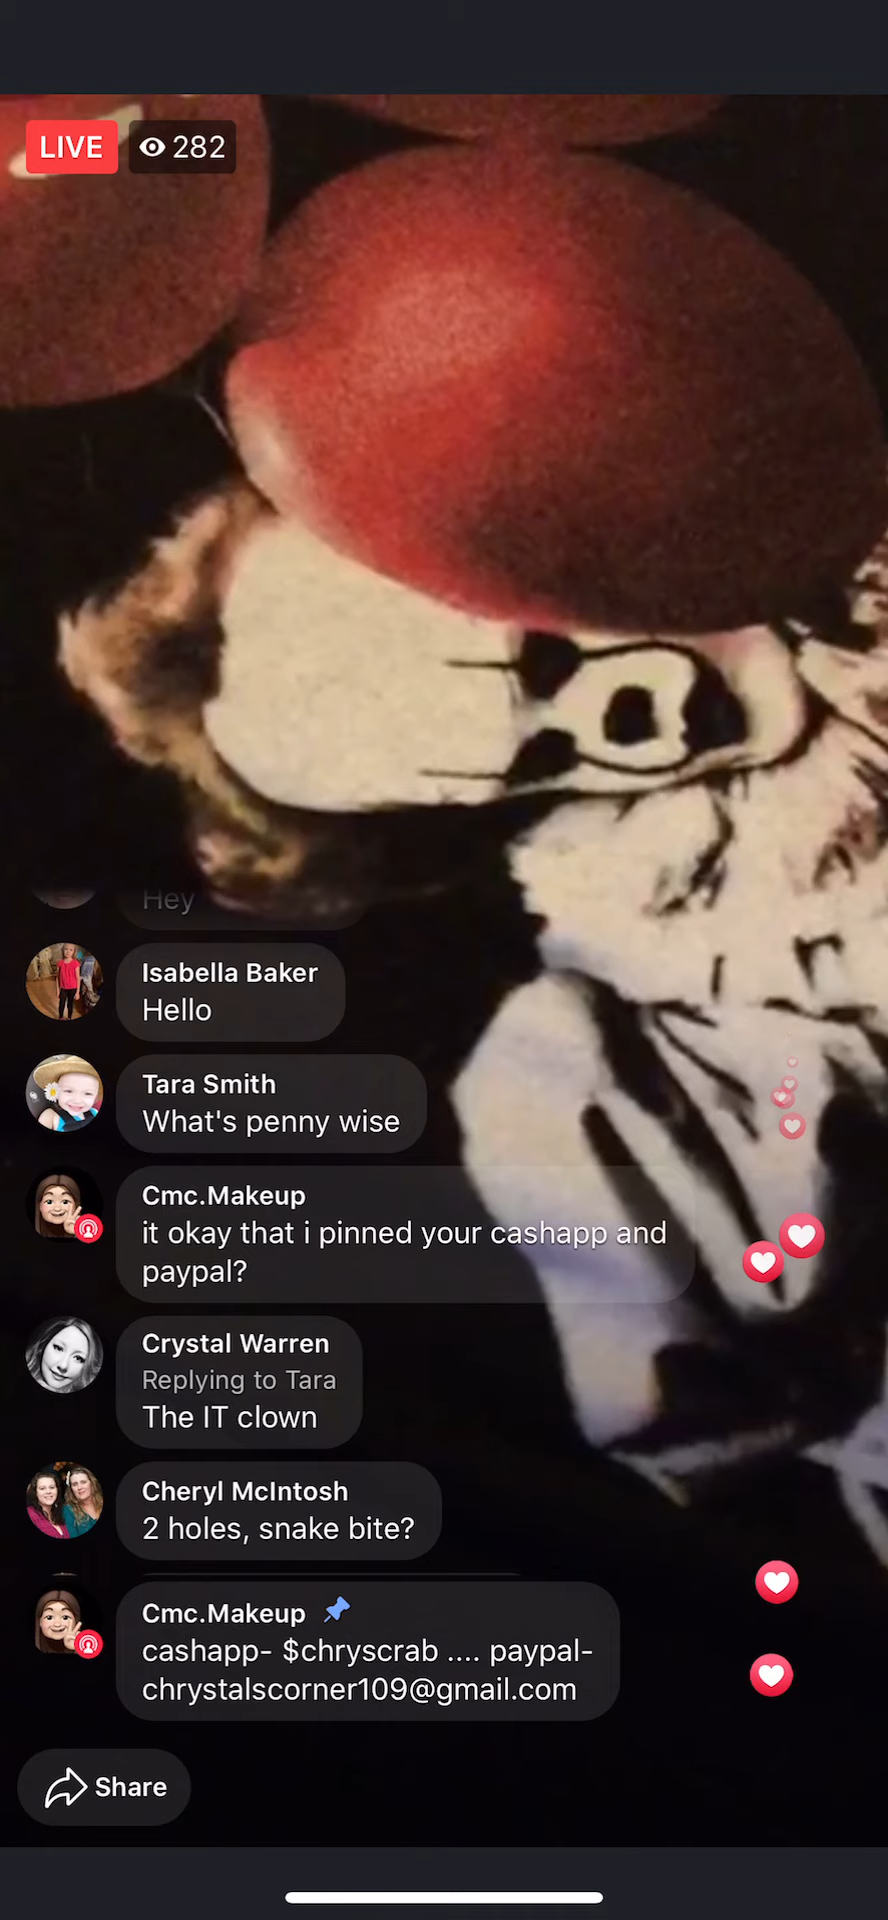 LIVE
282
Hey
Isabella Baker
Hello
Tara Smith
What's penny wise
Cmc.Makeup
it okay that i pinned your cashapp and
paypal?
Crystal Warren
Replying to Tara
The IT clown
Cheryl McIntosh
2 holes, snake bite?
Cmc.Makeup
cashapp- $chryscrab .... paypal-
chrystalscorner109@gmail.com
Share